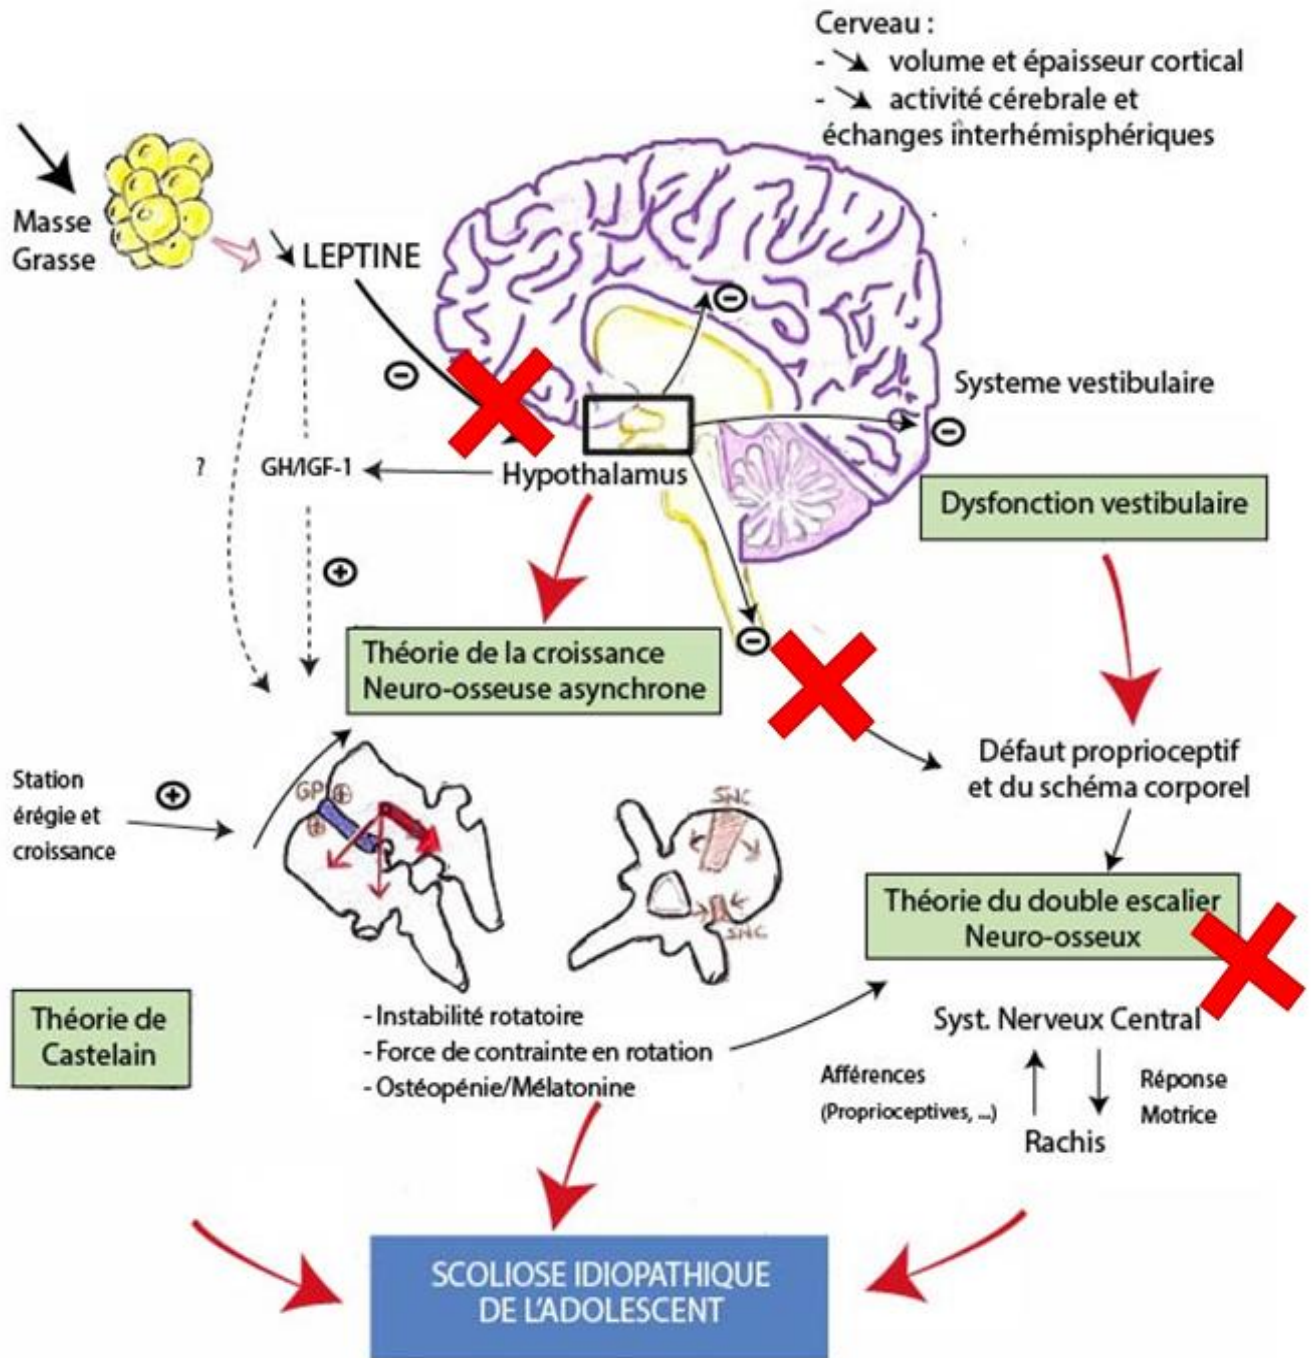 Cerveau :
- volume et épaisseur cortical
- activité cérebrale et
échanges interhémisphériques
Masse
Grasse
LEPTINE
-
-
Systeme vestibulaire
-
?
GH/IGF-1
Hypothalamus
Dysfonction vestibulaire
+
-
Théorie de la croissance
Neuro-osseuse asynchrone
Défaut proprioceptif
et du schéma corporel
Station
érégie et
croissance
+
GP +
+
SNC
SNC
Théorie du double escalier
Neuro-osseux
Théorie de
Castelain
- Instabilité rotatoire
- Force de contrainte en rotation
- Ostéopénie/Mélatonine
Syst. Nerveux Central
Afférences
(Proprioceptives, ...)
Réponse
Motrice
Rachis
SCOLIOSE IDIOPATHIQUE
DE L'ADOLESCENT